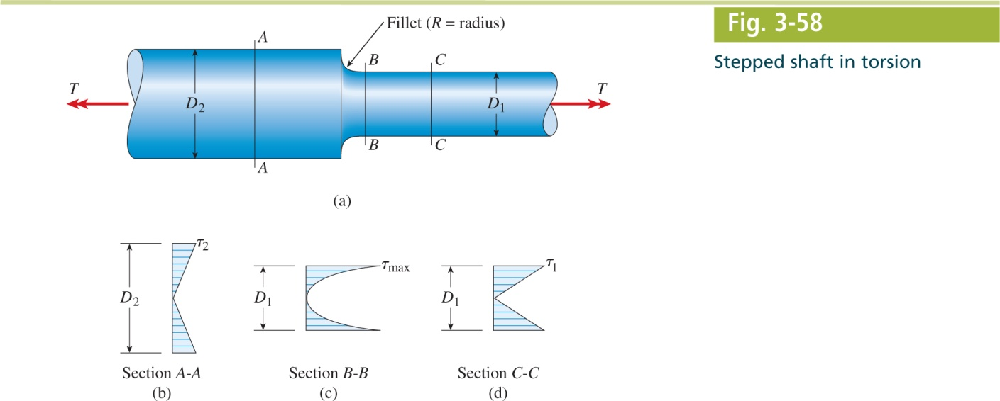 Fig. 3-58
Stepped shaft in torsion
Fillet (R = radius)
A
B
C
T
D2
D1
T
B
C
A
(a)
τ2
D2
Section A-A
(b)
τmax
D1
Section B-B
(c)
τ1
D1
Section C-C
(d)